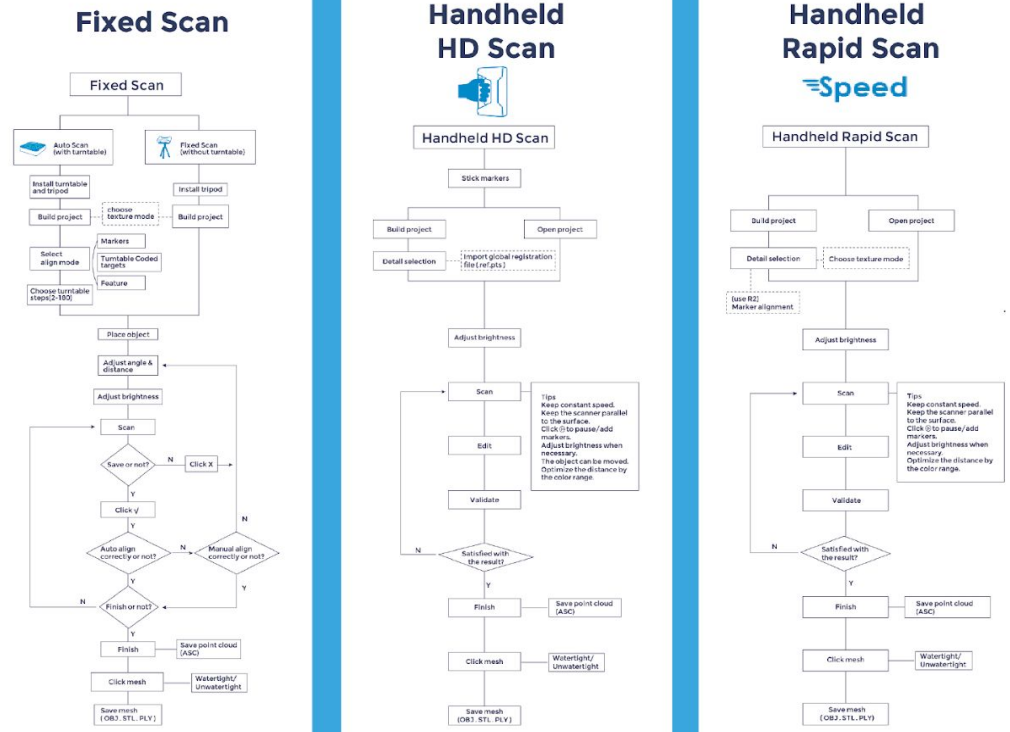 Fixed Scan
Fixed Scan
Auto Scan
(with turntable)
Fixed Scan
(without turntable)
Install turntable
and tripod
Install tripod
Build project
choose
texture mode
Build project
Select
align mode
Markers
Turntable Coded
targets
Feature
Choose turntable
steps(2-180)
Place object
Adjust angle &
distance
Adjust brightness
Scan
Save or not?
N
Click X
Y
Click √
Y
N
Auto align
correctly or not?
N
Manual align
correctly or not?
Y
Y
N
Finish or not?
Y
Finish
Save point cloud
(ASC)
Click mesh
Watertight/
Unwatertight
Save mesh
(OBJ. STL. PLY)
Handheld
HD Scan
Handheld HD Scan
Stick markers
Build project
Open project
Detail selection
Import global registration
file(.ref.pts)
Adjust brightness
Scan
Tips
Keep constant speed.
Keep the scanner parallel
to the surface.
Click to pause/add
markers.
Adjust brightness when
necessary.
The object can be moved.
Optimize the distance by
the color range.
Edit
Validate
N
Satisfied with
the result?
Y
Finish
Save point cloud
(ASC)
Click mesh
Watertight/
Unwatertight
Save mesh
(OBJ. STL. PLY)
Handheld
Rapid Scan
Speed
Handheld Rapid Scan
Build project
Open project
Detail selection
Choose texture mode
(use R2)
Marker alignment
Adjust brightness
Scan
Tips
Keep constant speed.
Keep the scanner parallel
to the surface.
Click to pause/add
markers.
Adjust brightness when
necessary.
Optimize the distance by
the color range.
Edit
Validate
N
Satisfied with
the result?
Y
Finish
Save point cloud
(ASC)
Click mesh
Watertight/
Unwatertight
Save mesh
(OBJ. STL. PLY)